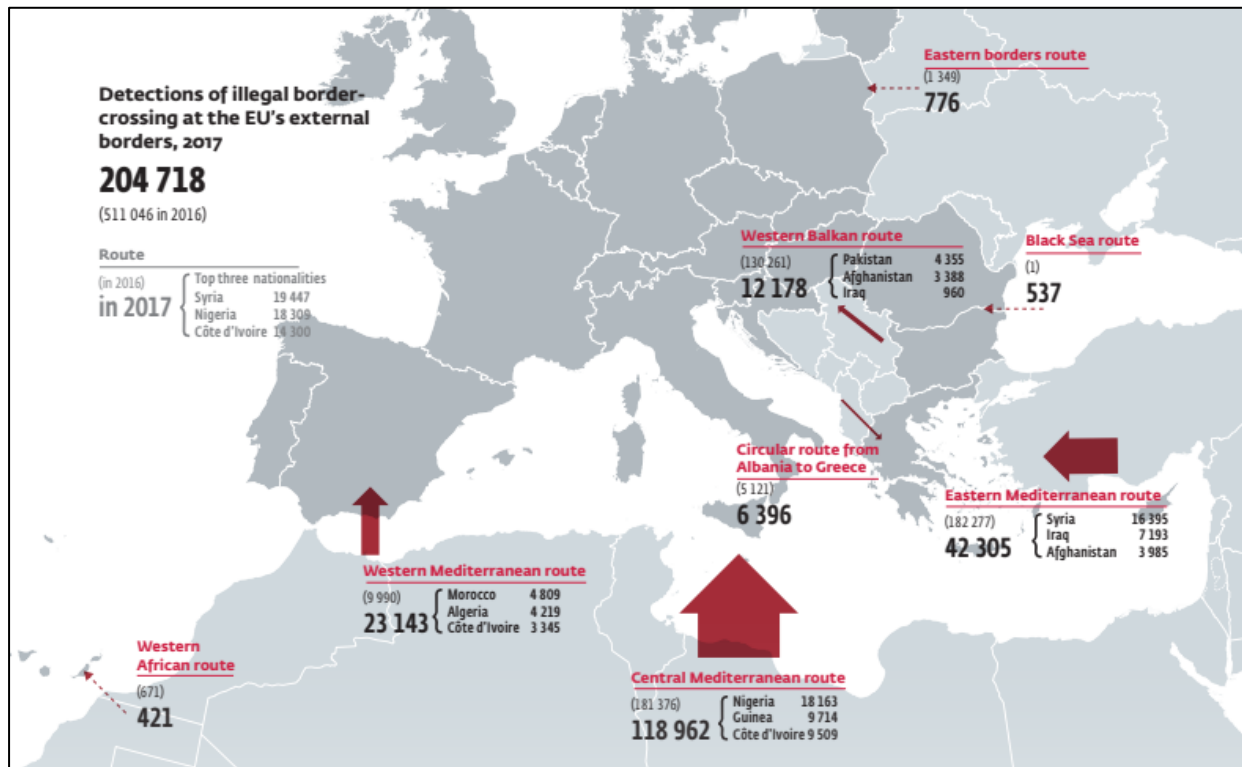 Detections of illegal border-
crossing at the EU's external
borders, 2017
204 718
(511 046 in 2016)
Route
(in 2016)
in 2017
Top three nationalities
Syria 19 447
Nigeria 18 309
Côte d'Ivoire 14 300
Eastern borders route
(1 349)
776
Western Balkan route
(130 261)
12 178
Pakistan 4 355
Afghanistan 3 388
Iraq 960
Black Sea route
(1)
537
Circular route from
Albania to Greece
(5 121)
6 396
Eastern Mediterranean route
(182 277)
42 305
Syria 16 395
Iraq 7 193
Afghanistan 3 985
Western Mediterranean route
(9 990)
23 143
Morocco 4 809
Algeria 4 219
Côte d'Ivoire 3 345
Western
African route
(671)
421
Central Mediterranean route
(181 376)
118 962
Nigeria 18 163
Guinea 9 714
Côte d'Ivoire 9 509